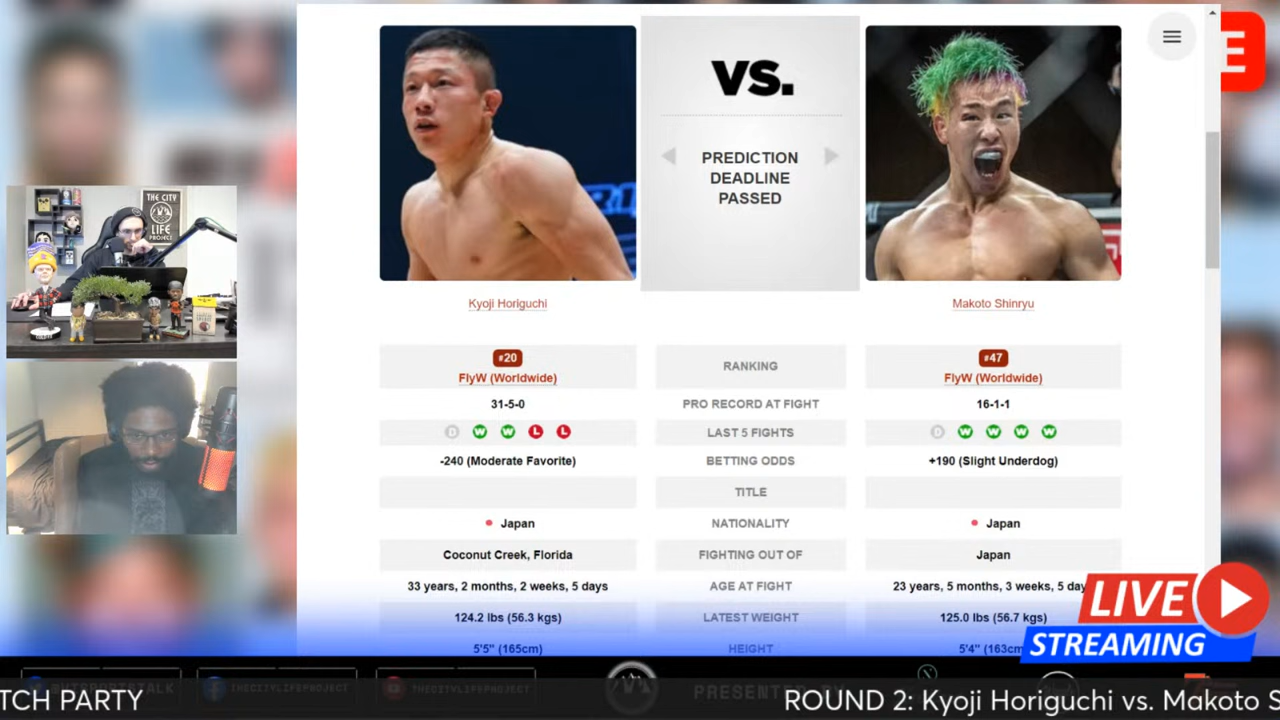 VS.
PREDICTION
DEADLINE
PASSED
Kyoji Horiguchi
Makoto Shinryu
#20
FlyW (Worldwide)
RANKING
#47
FlyW (Worldwide)
31-5-0
PRO RECORD AT FIGHT
16-1-1
D W W L L
LAST 5 FIGHTS
D W W W W
-240 (Moderate Favorite)
BETTING ODDS
+190 (Slight Underdog)
TITLE
Japan
NATIONALITY
Japan
Coconut Creek, Florida
FIGHTING OUT OF
Japan
33 years, 2 months, 2 weeks, 5 days
AGE AT FIGHT
23 years, 5 months, 3 weeks, 5 day
124.2 lbs (56.3 kgs)
LATEST WEIGHT
125.0 lbs (56.7 kgs)
5'5" (165cm)
HEIGHT
5'4" (163cm
THE CITY
LIFE
PROJECT
E
LIVE
STREAMING
THECITYLIFEPROJECT
THECITYLIFEPROJECT
PRESENTED BY
TCH PARTY
ROUND 2: Kyoji Horiguchi vs. Makoto S